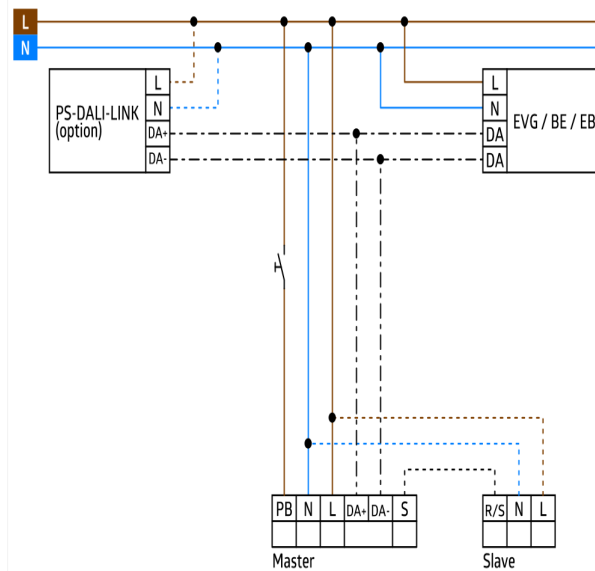 L
N
PS-DALI-LINK
(option)
L
N
DA+
DA-
L
N
DA
DA
EVG / BE / EB
PB N L DA+ DA- S
R/S N L
Master
Slave